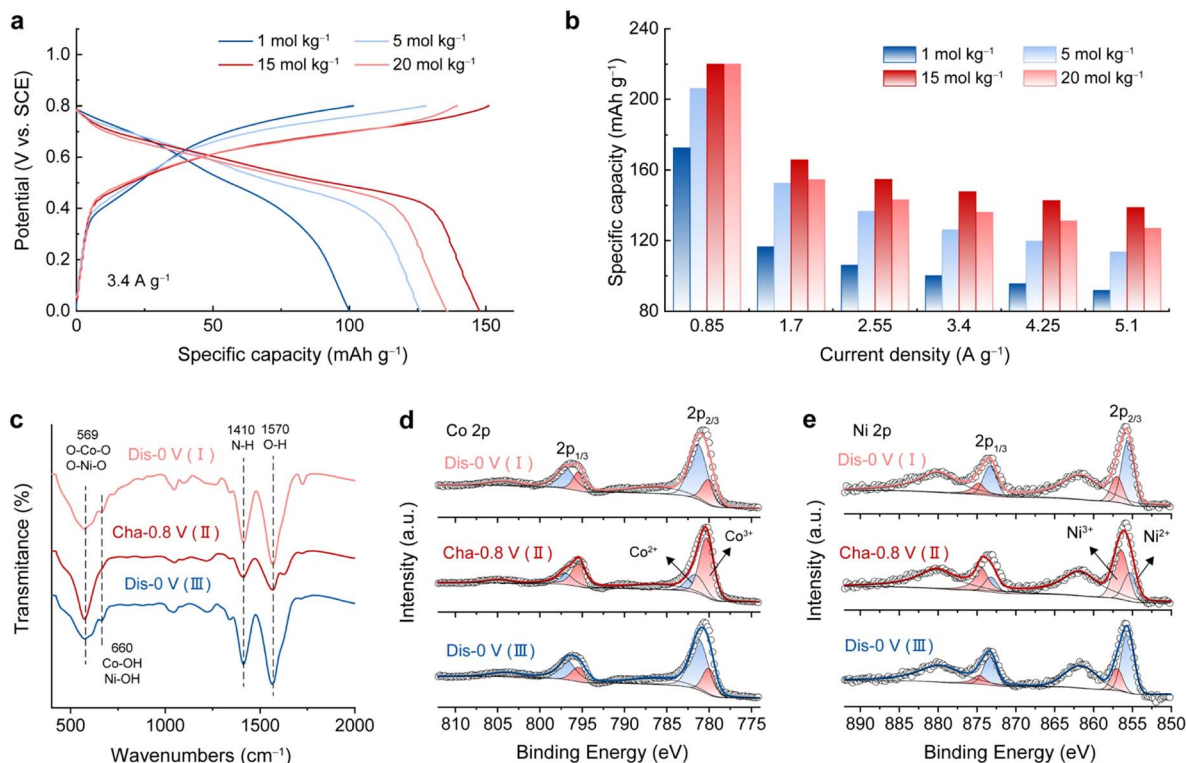 a
1 mol kg⁻¹ 5 mol kg⁻¹
15 mol kg⁻¹ 20 mol kg⁻¹
1.0
0.8
0.6
0.4
0.2
0.0
Potential (V vs. SCE)
3.4 A g⁻¹
0 50 100 150
Specific capacity (mAh g⁻¹)
b
1 mol kg⁻¹ 5 mol kg⁻¹
15 mol kg⁻¹ 20 mol kg⁻¹
240
200
160
120
80
Specific capacity (mAh g⁻¹)
0.85 1.7 2.55 3.4 4.25 5.1
Current density (A g⁻¹)
c
569
O-Co-O
O-Ni-O
1410
N-H
1570
O-H
Dis-0 V (Ⅰ)
Cha-0.8 V (Ⅱ)
Dis-0 V (Ⅲ)
660
Co-OH
Ni-OH
Transmitance (%)
500 1000 1500 2000
Wavenumbers (cm⁻¹)
d
Co 2p
2p1/3
2p2/3
Dis-0 V (Ⅰ)
Cha-0.8 V (Ⅱ)
Co²⁺
Co³⁺
Dis-0 V (Ⅲ)
Intensity (a.u.)
810 805 800 795 790 785 780 775
Binding Energy (eV)
e
Ni 2p
2p1/3
2p2/3
Dis-0 V (Ⅰ)
Cha-0.8 V (Ⅱ)
Ni³⁺
Ni²⁺
Dis-0 V (Ⅲ)
Intensity (a.u.)
890 885 880 875 870 865 860 855 850
Binding Energy (eV)